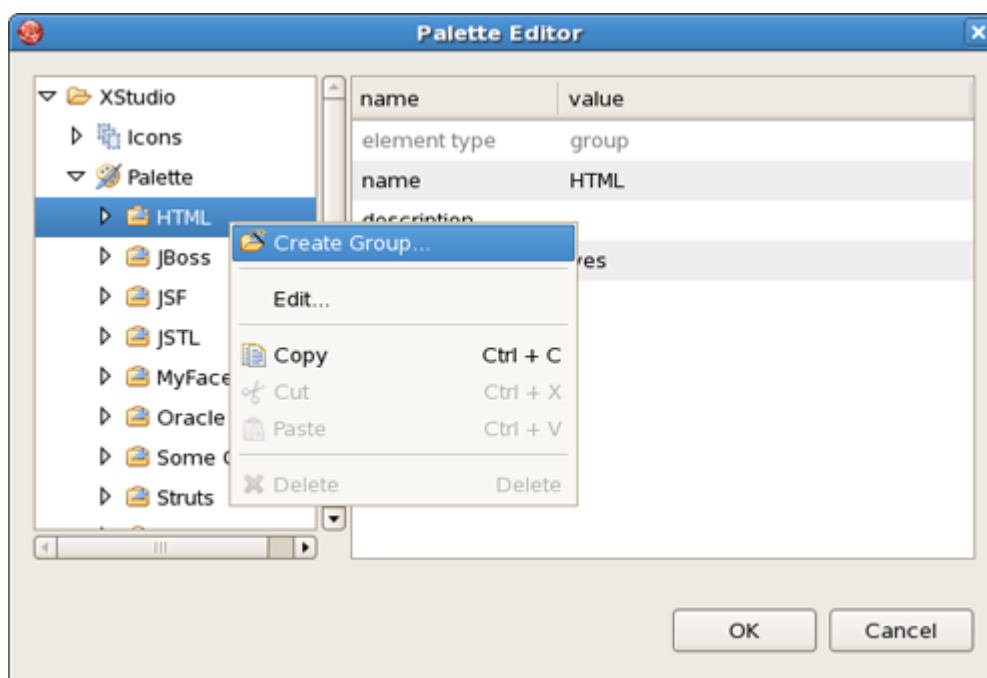 Palette Editor
XStudio
Icons
Palette
HTML
JBoss
JSF
JSTL
MyFace
Oracle
Some
Struts
name value
element type group
name HTML
description
yes
Create Group...
Edit...
Copy Ctrl + C
Cut Ctrl + X
Paste Ctrl + V
Delete Delete
OK Cancel